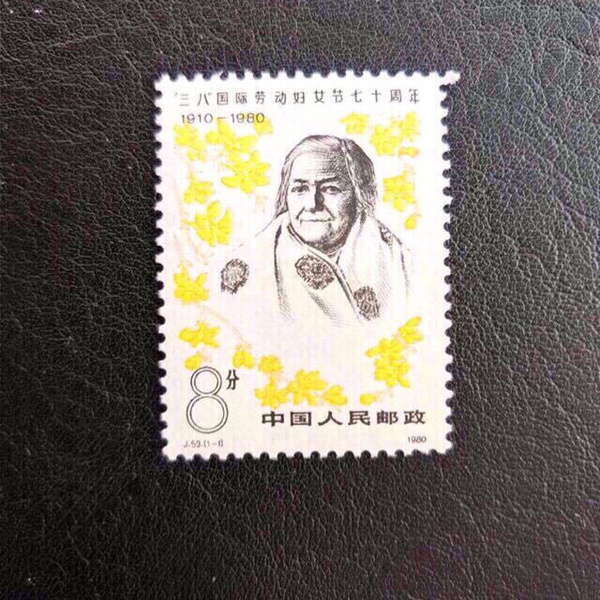 "三八"国际劳动妇女节七十周年
1910-1980
8分
中国人民邮政
J.53.(1-1)
1980